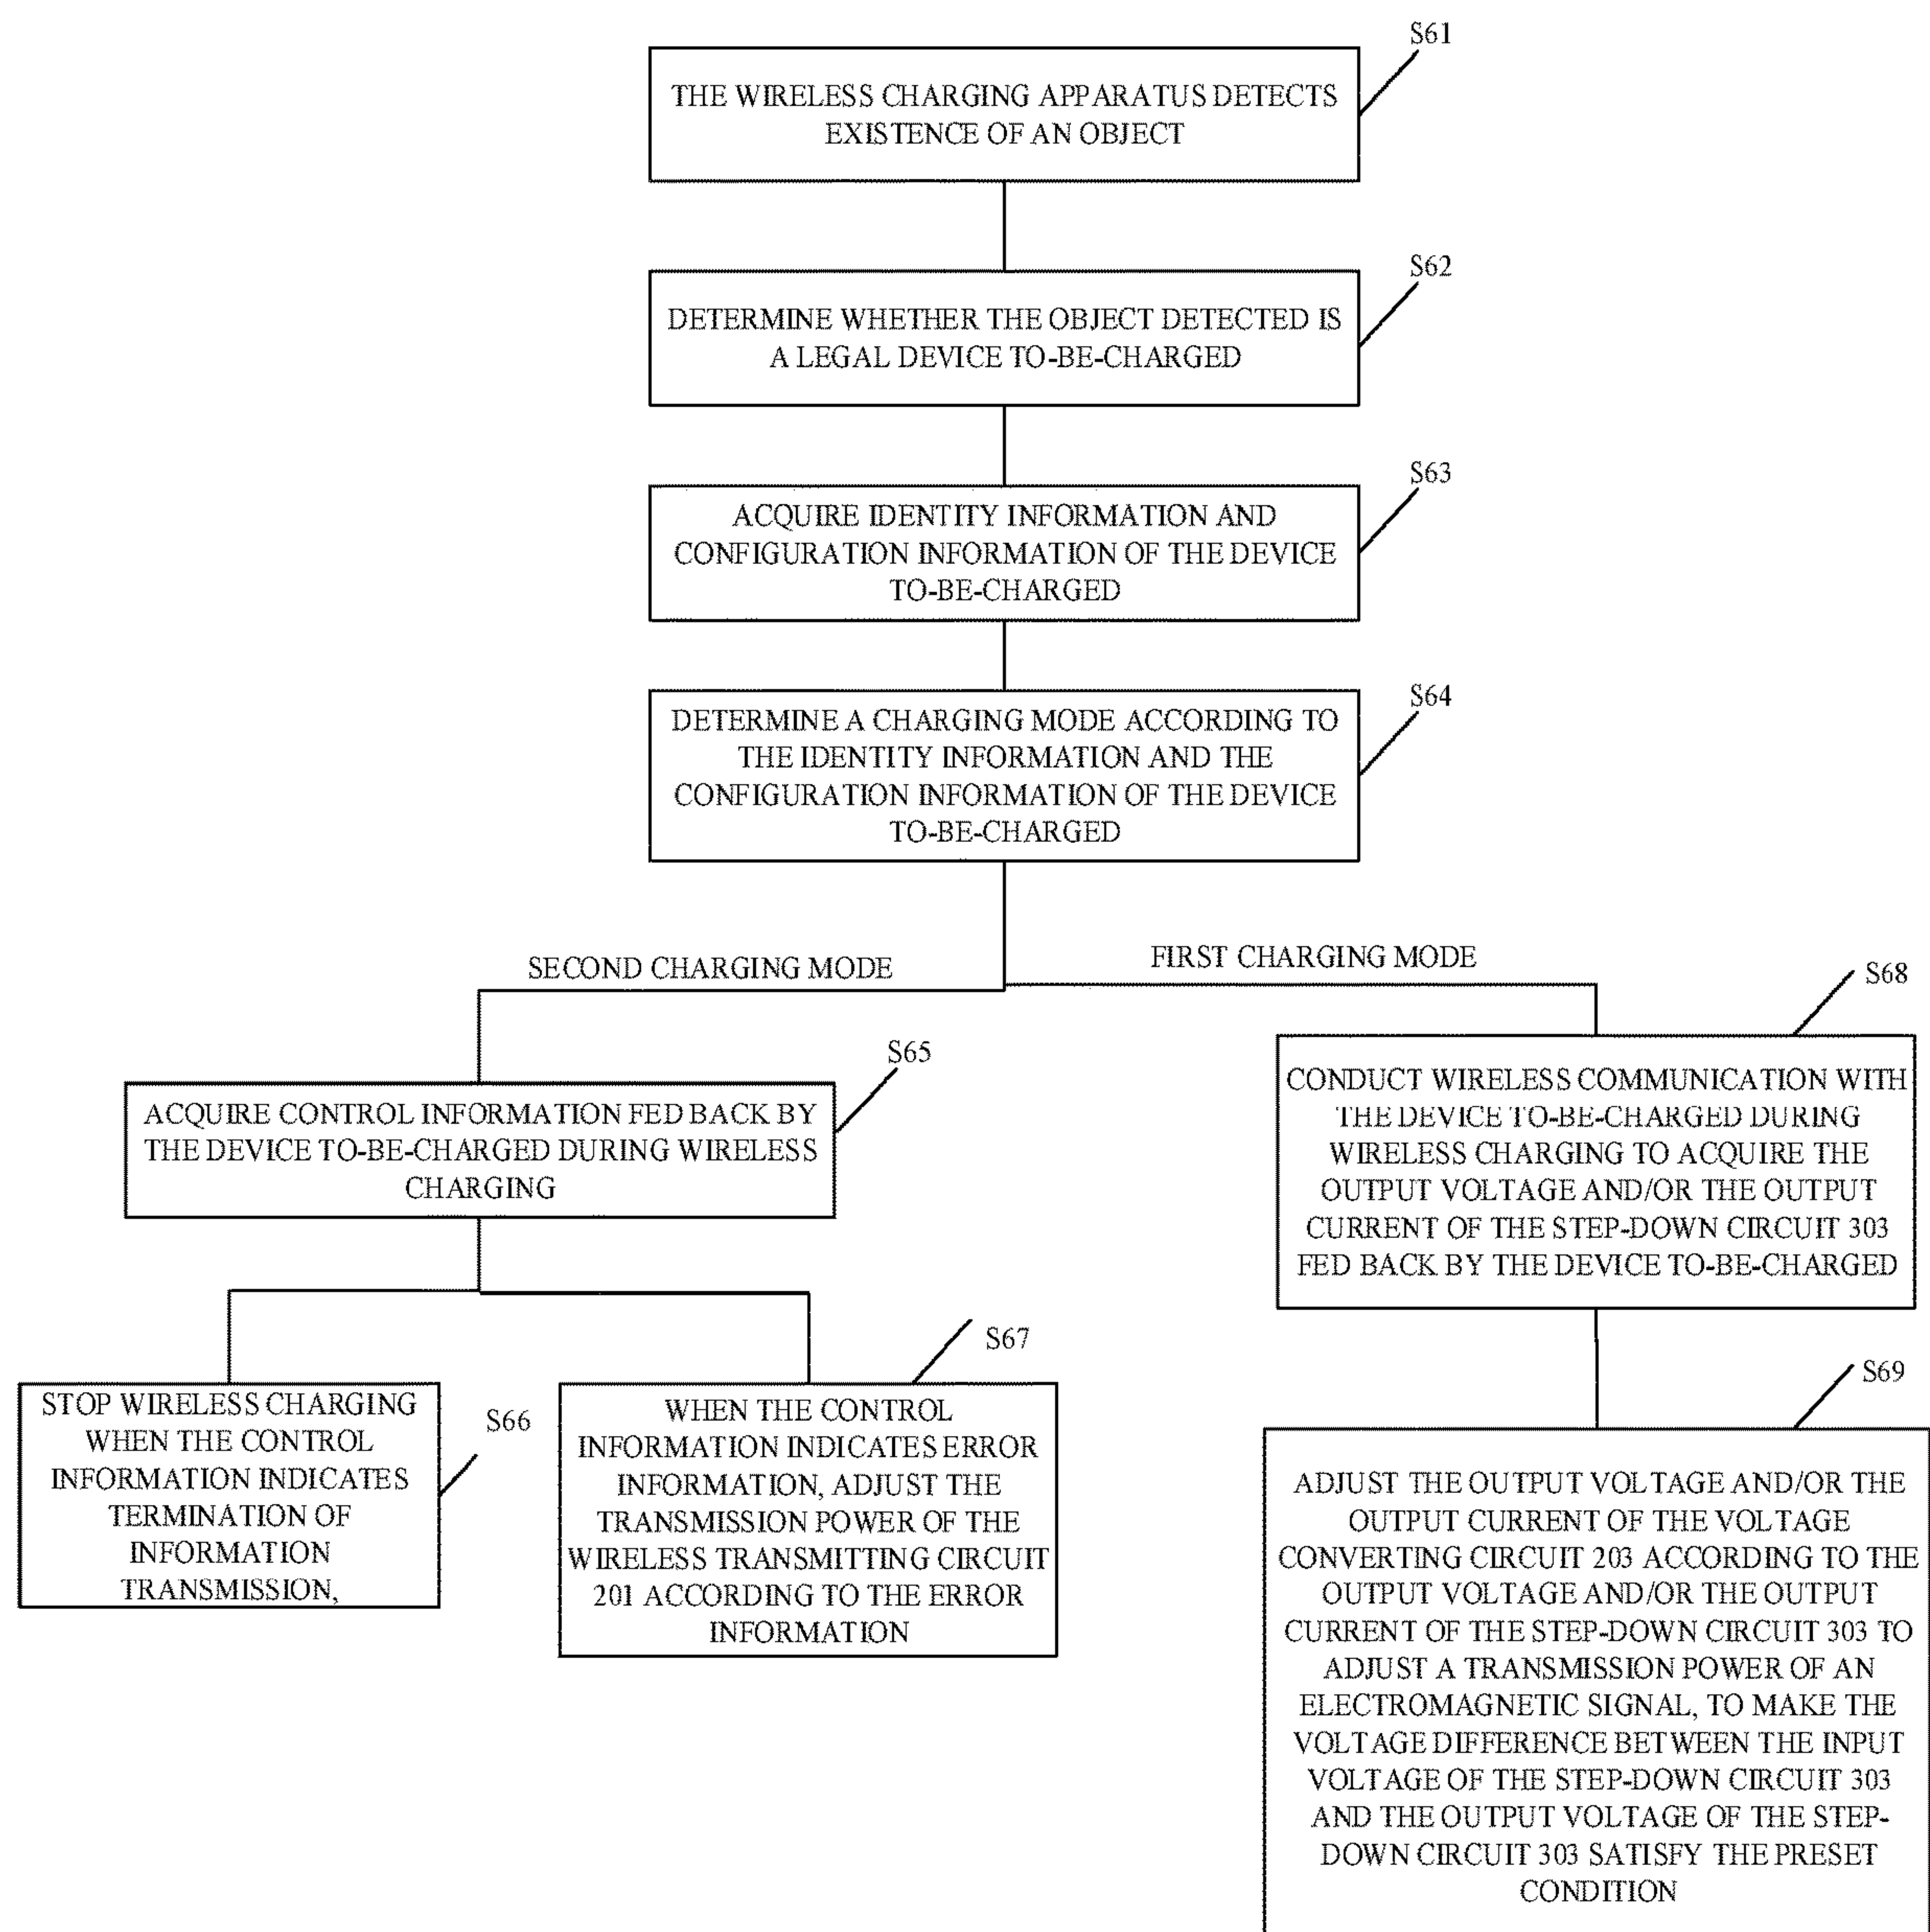 S61
THE WIRELESS CHARGING APPARATUS DETECTS
EXISTENCE OF AN OBJECT
S62
DETERMINE WHETHER THE OBJECT DETECTED IS
A LEGAL DEVICE TO-BE-CHARGED
S63
ACQUIRE IDENTITY INFORMATION AND
CONFIGURATION INFORMATION OF THE DEVICE
TO-BE-CHARGED
S64
DETERMINE A CHARGING MODE ACCORDING TO
THE IDENTITY INFORMATION AND THE
CONFIGURATION INFORMATION OF THE DEVICE
TO-BE-CHARGED
SECOND CHARGING MODE
FIRST CHARGING MODE
S65
ACQUIRE CONTROL INFORMATION FED BACK BY
THE DEVICE TO-BE-CHARGED DURING WIRELESS
CHARGING
S66
STOP WIRELESS CHARGING
WHEN THE CONTROL
INFORMATION INDICATES
TERMINATION OF
INFORMATION
TRANSMISSION,
S67
WHEN THE CONTROL
INFORMATION INDICATES ERROR
INFORMATION, ADJUST THE
TRANSMISSION POWER OF THE
WIRELESS TRANSMITTING CIRCUIT
201 ACCORDING TO THE ERROR
INFORMATION
S68
CONDUCT WIRELESS COMMUNICATION WITH
THE DEVICE TO-BE-CHARGED DURING
WIRELESS CHARGING TO ACQUIRE THE
OUTPUT VOLTAGE AND/OR THE OUTPUT
CURRENT OF THE STEP-DOWN CIRCUIT 303
FED BACK BY THE DEVICE TO-BE-CHARGED
S69
ADJUST THE OUTPUT VOLTAGE AND/OR THE
OUTPUT CURRENT OF THE VOLTAGE
CONVERTING CIRCUIT 203 ACCORDING TO THE
OUTPUT VOLTAGE AND/OR THE OUTPUT
CURRENT OF THE STEP-DOWN CIRCUIT 303 TO
ADJUST A TRANSMISSION POWER OF AN
ELECTROMAGNETIC SIGNAL, TO MAKE THE
VOLTAGE DIFFERENCE BETWEEN THE INPUT
VOLTAGE OF THE STEP-DOWN CIRCUIT 303
AND THE OUTPUT VOLTAGE OF THE STEP-
DOWN CIRCUIT 303 SATISFY THE PRESET
CONDITION